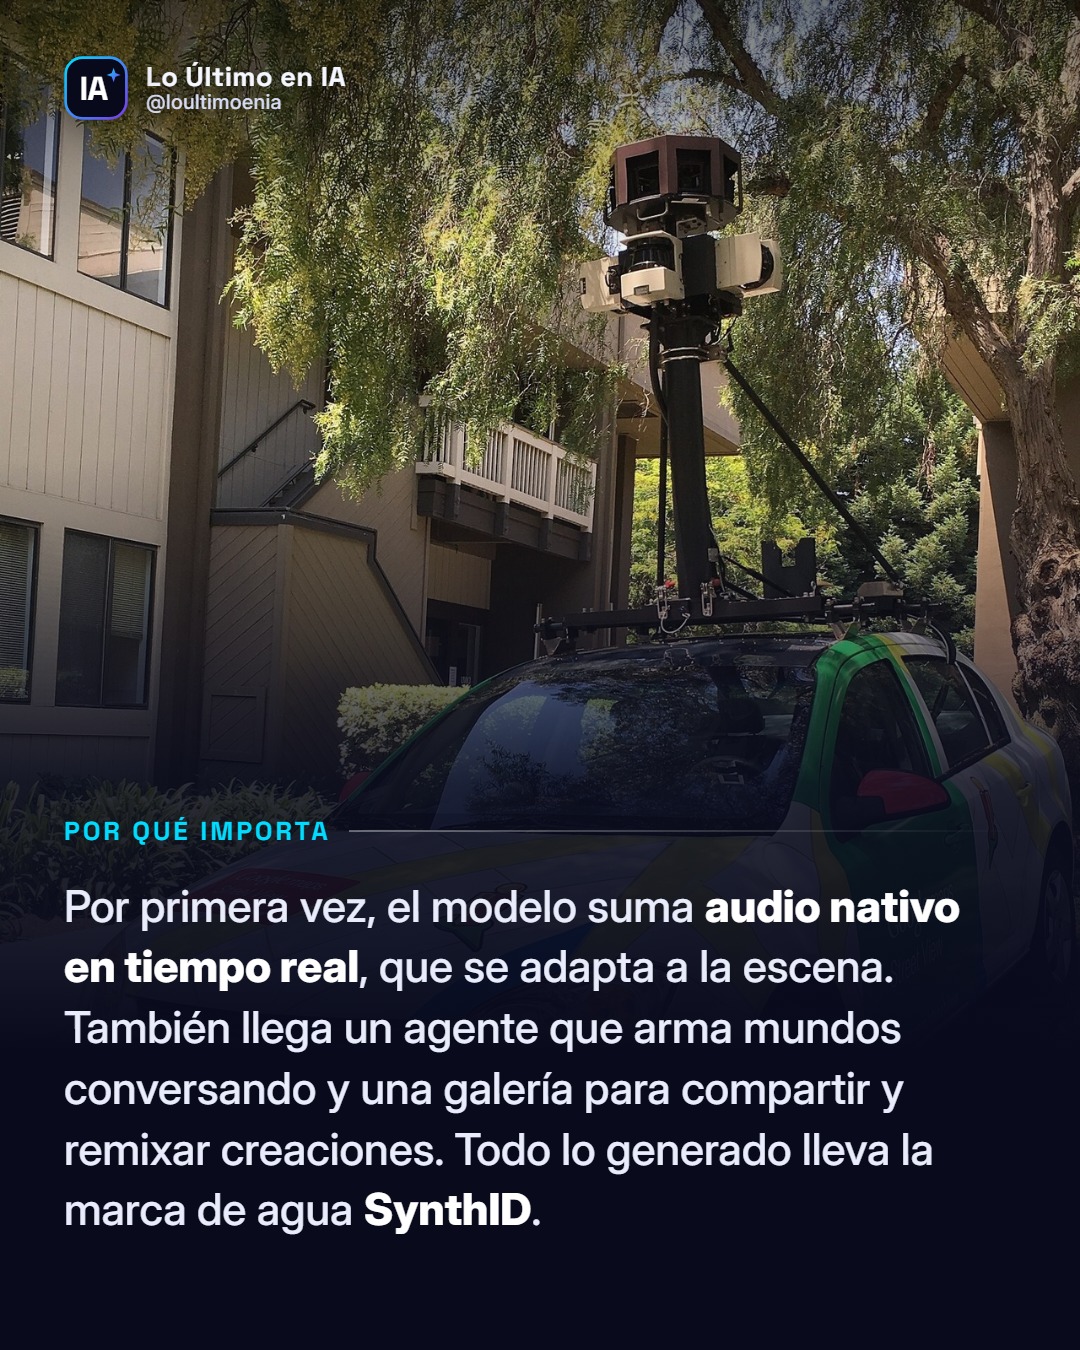 IA
Lo Último en IA
@loultimoenia
POR QUÉ IMPORTA
Por primera vez, el modelo suma audio nativo
en tiempo real, que se adapta a la escena.
También llega un agente que arma mundos
conversando y una galería para compartir y
remixar creaciones. Todo lo generado lleva la
marca de agua SynthID.